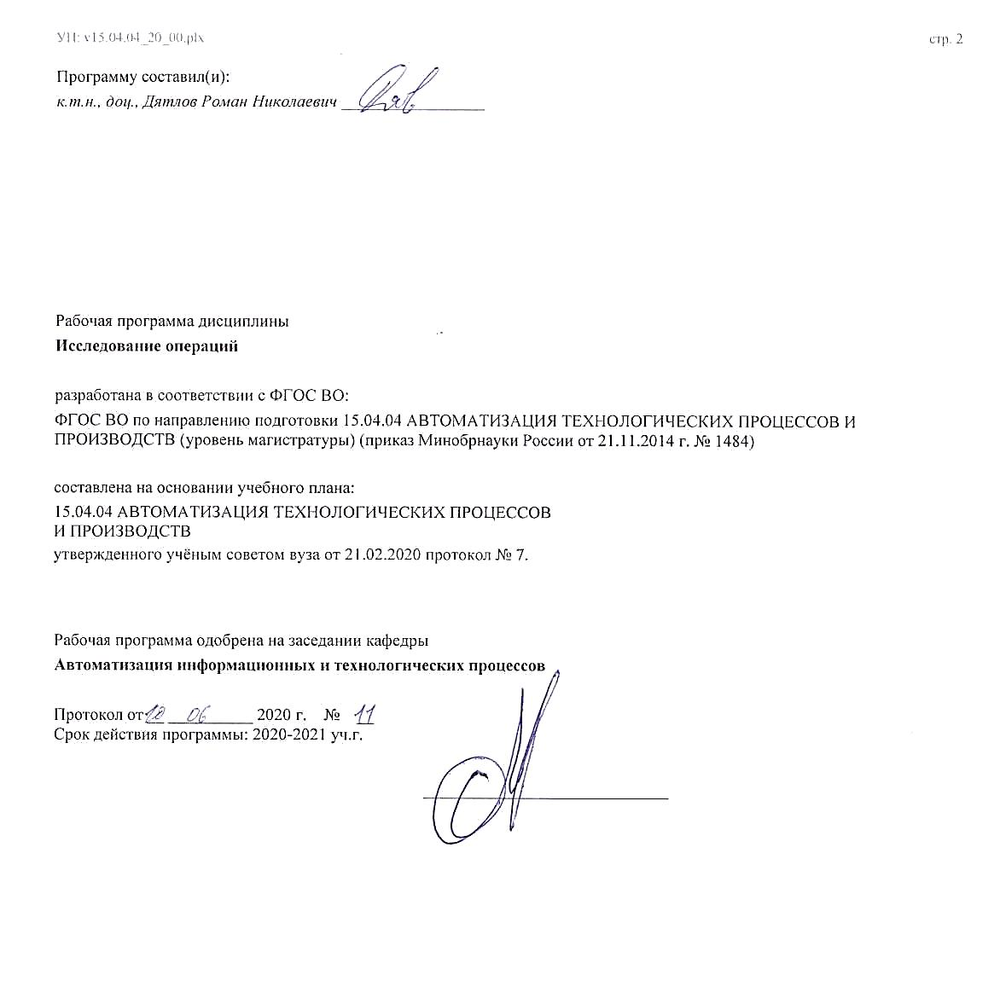 УП: v15.04.04_20_00.plx
стр. 2
Программу составил(и):
к.т.н., доц., Дятлов Роман Николаевич
Рабочая программа дисциплины
Исследование операций
разработана в соответствии с ФГОС ВО:
ФГОС ВО по направлению подготовки 15.04.04 АВТОМАТИЗАЦИЯ ТЕХНОЛОГИЧЕСКИХ ПРОЦЕССОВ И
ПРОИЗВОДСТВ (уровень магистратуры) (приказ Минобрнауки России от 21.11.2014 г. № 1484)
составлена на основании учебного плана:
15.04.04 АВТОМАТИЗАЦИЯ ТЕХНОЛОГИЧЕСКИХ ПРОЦЕССОВ
И ПРОИЗВОДСТВ
утвержденного учёным советом вуза от 21.02.2020 протокол № 7.
Рабочая программа одобрена на заседании кафедры
Автоматизация информационных и технологических процессов
Протокол от 06 2020 г. № 11
Срок действия программы: 2020-2021 уч.г.